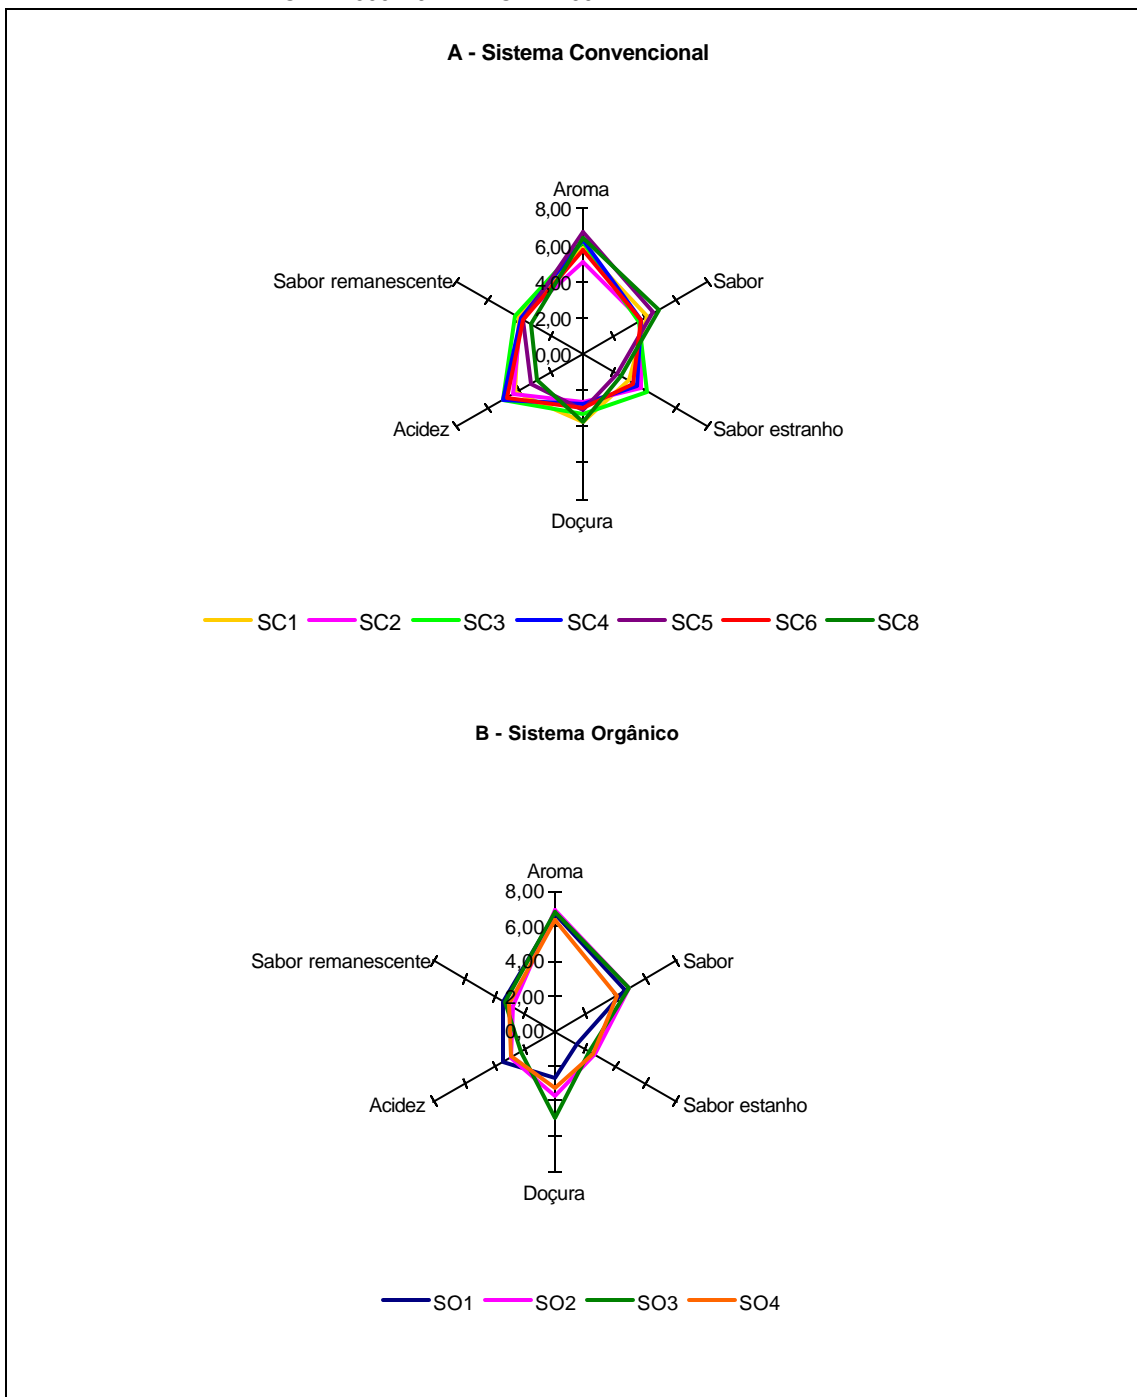 A - Sistema Convencional
Aroma
8,00
6,00
4,00
2,00
0,00
Sabor remanescente
Sabor
Acidez
Sabor estranho
Doçura
SC1 SC2 SC3 SC4 SC5 SC6 SC8
B - Sistema Orgânico
Aroma
8,00
6,00
4,00
2,00
0,00
Sabor remanescente
Sabor
Acidez
Sabor estanho
Doçura
SO1 SO2 SO3 SO4